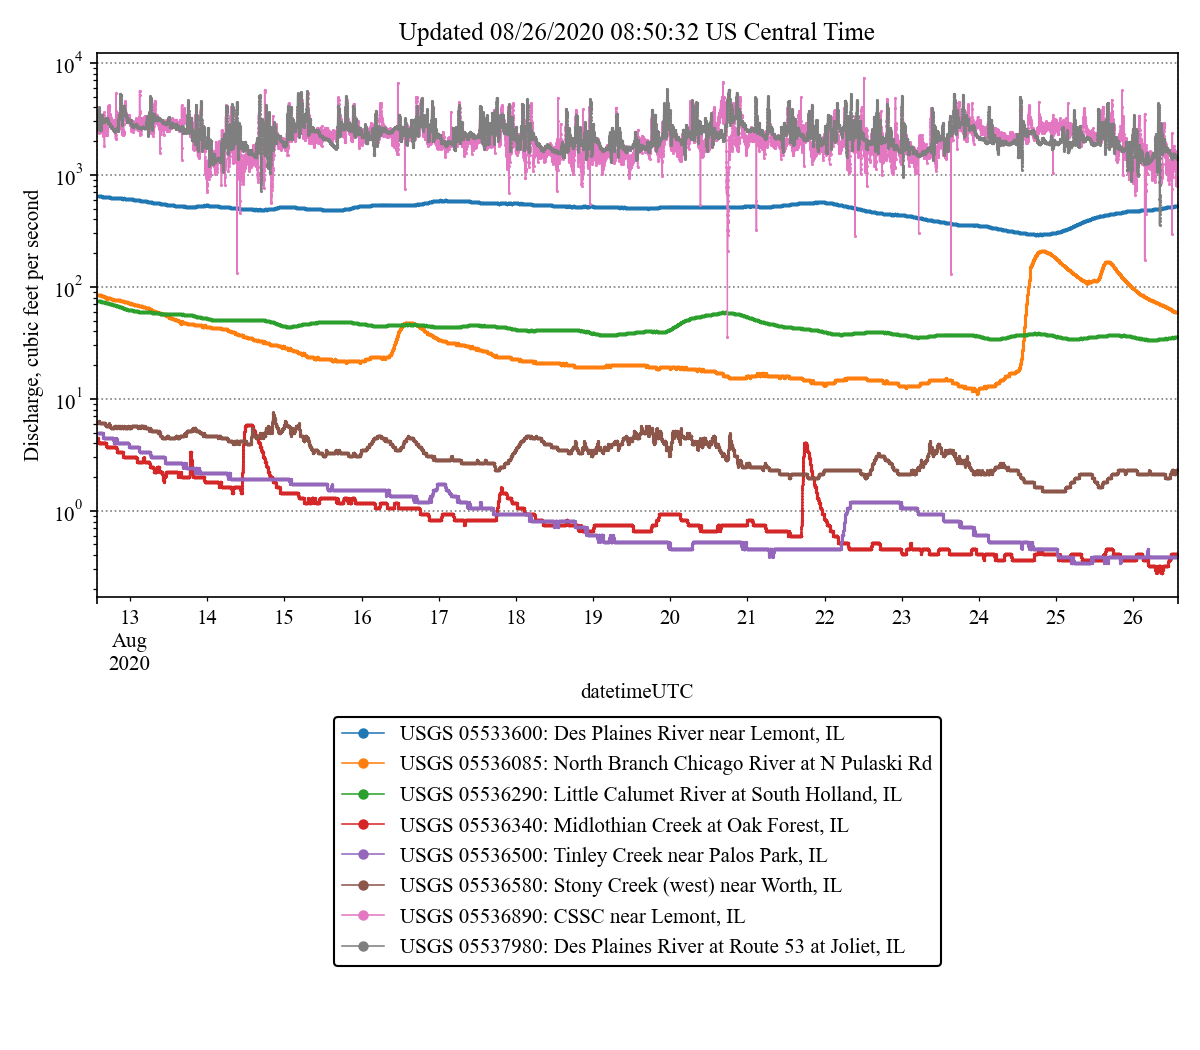 Updated 08/26/2020 08:50:32 US Central Time
Discharge, cubic feet per second
10^4
10^3
10^2
10^1
10^0
13 14 15 16 17 18 19 20 21 22 23 24 25 26
Aug
2020
datetimeUTC
USGS 05533600: Des Plaines River near Lemont, IL
USGS 05536085: North Branch Chicago River at N Pulaski Rd
USGS 05536290: Little Calumet River at South Holland, IL
USGS 05536340: Midlothian Creek at Oak Forest, IL
USGS 05536500: Tinley Creek near Palos Park, IL
USGS 05536580: Stony Creek (west) near Worth, IL
USGS 05536890: CSSC near Lemont, IL
USGS 05537980: Des Plaines River at Route 53 at Joliet, IL